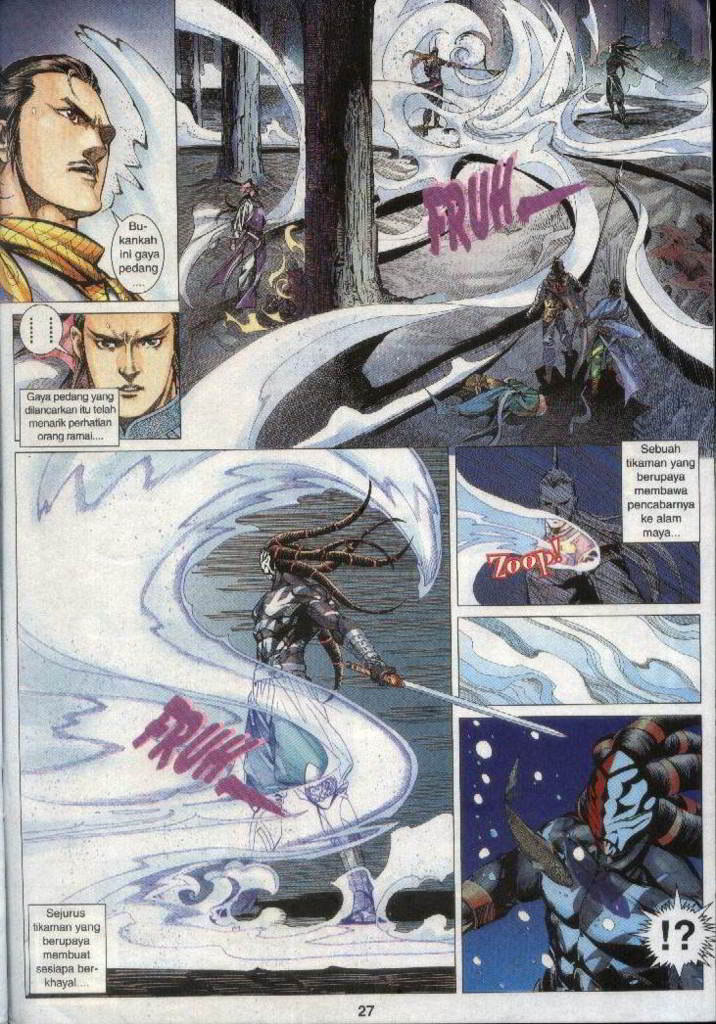 Bu-
kankah
ini gaya
pedang
....
FRUH
Gaya pedang yang
dilancarkan itu telah
menarik perhatian
orang ramai....
Sebuah
tikaman yang
berupaya
membawa
pencabarnya
ke alam
maya...
Zoop!
FRUH
Sejurus
tikaman yang
berupaya
membuat
sesiapa ber-
khayal....
!?
27